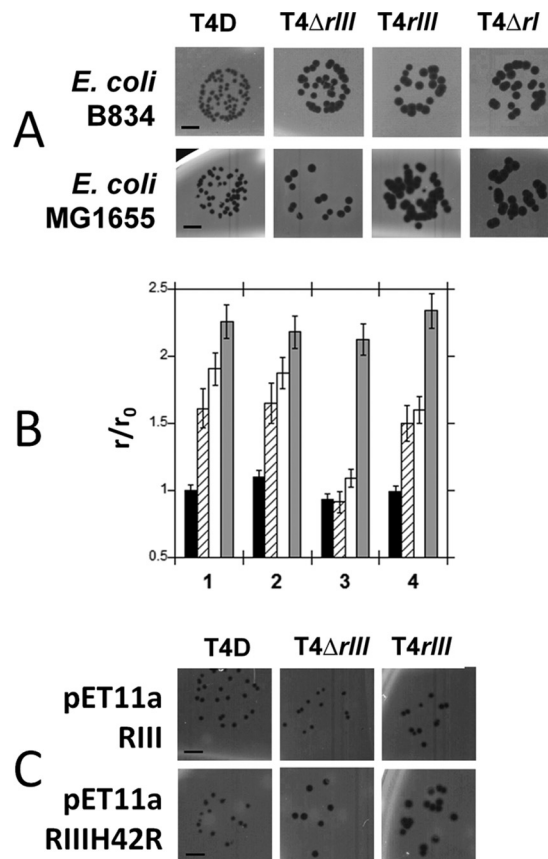 T4D T4ΔrIII T4rIII T4ΔrI
A
E. coli
B834
E. coli
MG1655
B
r/r0
2.5
2
1.5
1
0.5
1 2 3 4
C
T4D T4ΔrIII T4rIII
pET11a
RIII
pET11a
RIIIH42R